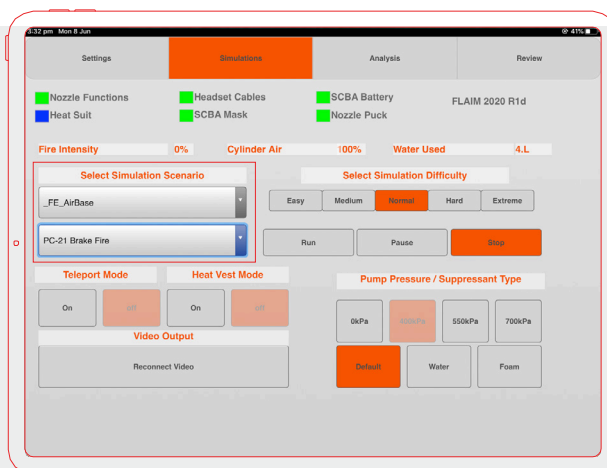 3:32 pm Mon 8 Jun
41%
Settings
Simulations
Analysis
Review
Nozzle Functions
Headset Cables
SCBA Battery
FLAIM 2020 R1d
Heat Suit
SCBA Mask
Nozzle Puck
Fire Intensity 0% Cylinder Air 100% Water Used 4.L
Select Simulation Scenario
Select Simulation Difficulty
_FE_AirBase
Easy
Medium
Normal
Hard
Extreme
PC-21 Brake Fire
Run
Pause
Stop
Teleport Mode
Heat Vest Mode
Pump Pressure / Suppressant Type
On
On
0kPa
550kPa
700kPa
Video Output
Reconnect Video
Default
Water
Foam